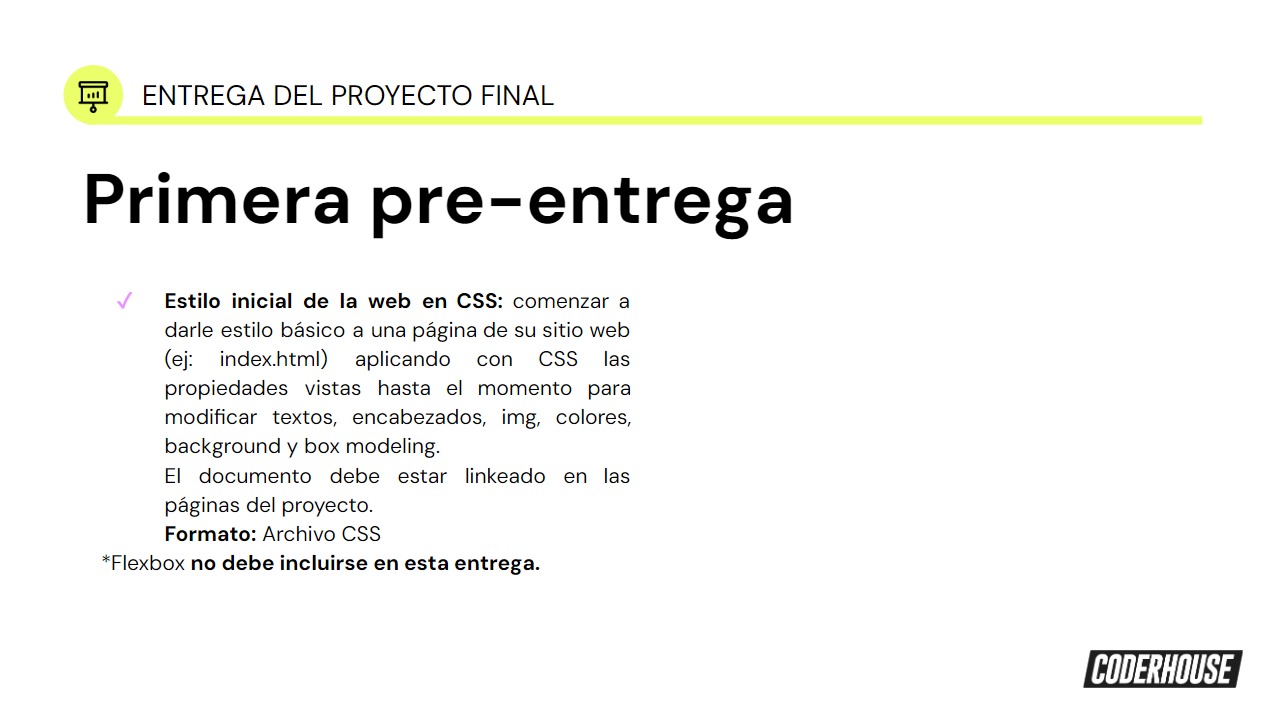 ENTREGA DEL PROYECTO FINAL
Primera pre-entrega
✓ Estilo inicial de la web en CSS: comenzar a
darle estilo básico a una página de su sitio web
(ej: index.html) aplicando con CSS las
propiedades vistas hasta el momento para
modificar textos, encabezados, img, colores,
background y box modeling.
El documento debe estar linkeado en las
páginas del proyecto.
Formato: Archivo CSS
*Flexbox no debe incluirse en esta entrega.
CODERHOUSE